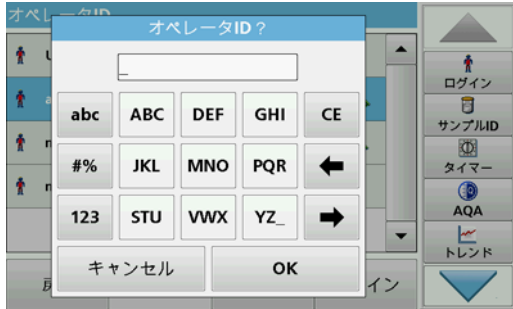 オペレータID
オペレータID？
_
abc ABC DEF GHI CE
#% JKL MNO PQR
123 STU VWX YZ_
キャンセル OK
ログイン
サンプルID
タイマー
AQA
トレンド